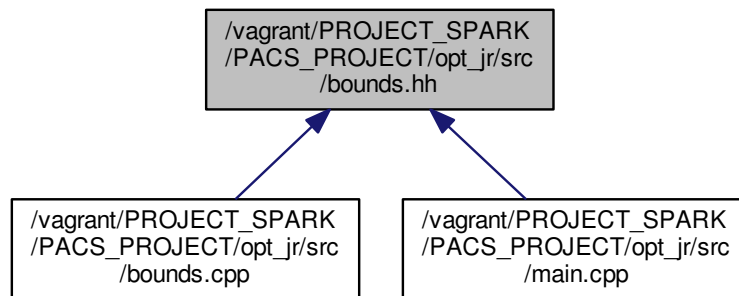 /vagrant/PROJECT_SPARK
/PACS_PROJECT/opt_jr/src
/bounds.hh
/vagrant/PROJECT_SPARK
/PACS_PROJECT/opt_jr/src
/bounds.cpp
/vagrant/PROJECT_SPARK
/PACS_PROJECT/opt_jr/src
/main.cpp